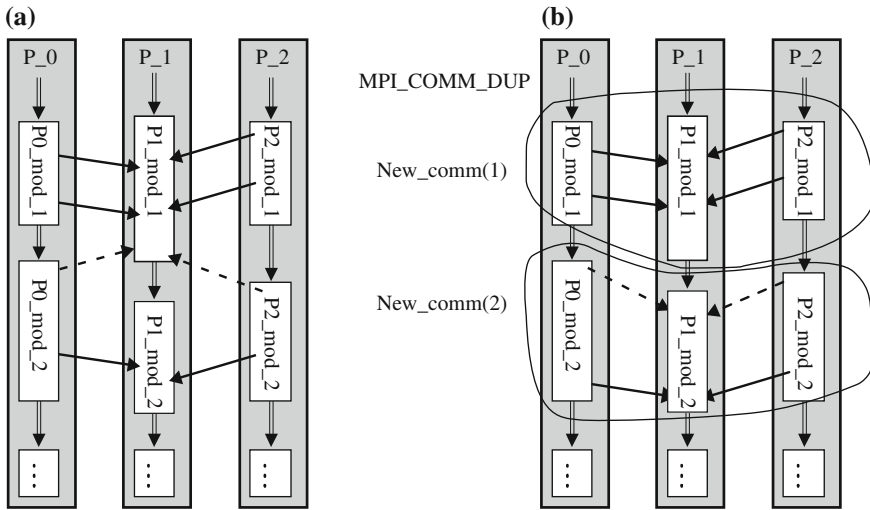 (a)
P_0
P_1
P_2
P0_mod_1
P1_mod_1
P2_mod_1
P0_mod_2
P1_mod_2
P2_mod_2
...
...
...
(b)
MPI_COMM_DUP
New_comm(1)
New_comm(2)
P_0
P_1
P_2
P0_mod_1
P1_mod_1
P2_mod_1
P0_mod_2
P1_mod_2
P2_mod_2
...
...
...